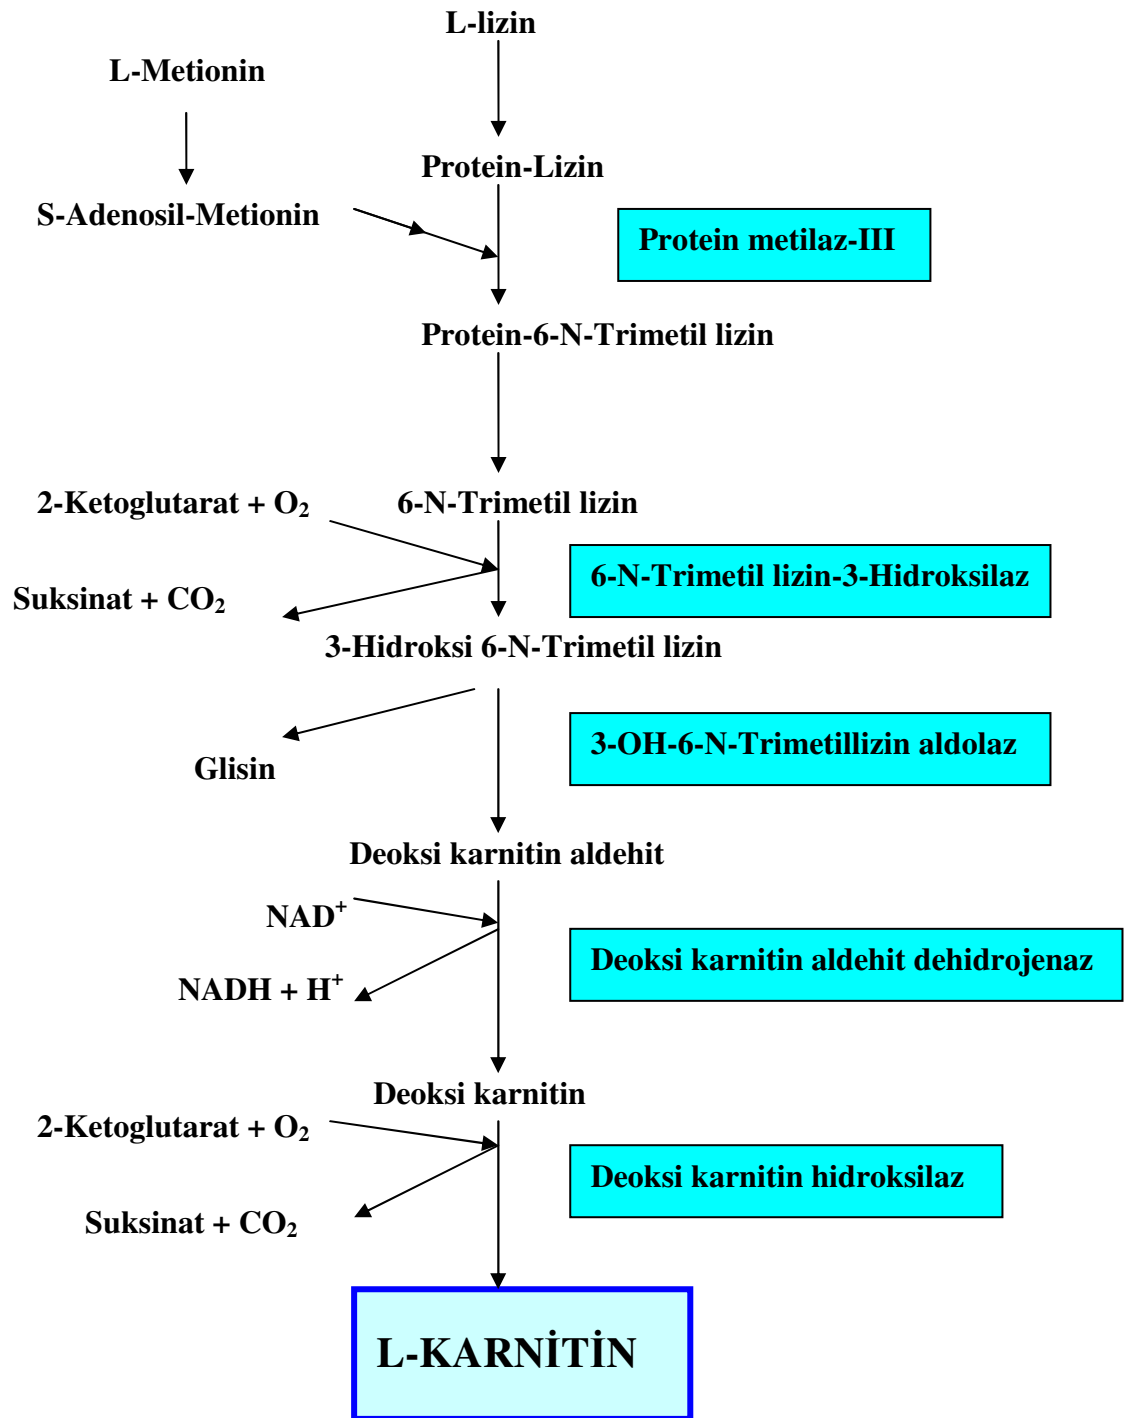 L-lizin
L-Metionin
Protein-Lizin
S-Adenosil-Metionin
Protein metilaz-III
Protein-6-N-Trimetil lizin
2-Ketoglutarat + O₂
6-N-Trimetil lizin
6-N-Trimetil lizin-3-Hidroksilaz
Suksinat + CO₂
3-Hidroksi 6-N-Trimetil lizin
3-OH-6-N-Trimetillizin aldolaz
Glisin
Deoksi karnitin aldehit
NAD⁺
Deoksi karnitin aldehit dehidrojenaz
NADH + H⁺
Deoksi karnitin
2-Ketoglutarat + O₂
Deoksi karnitin hidroksilaz
Suksinat + CO₂
L-KARNİTİN